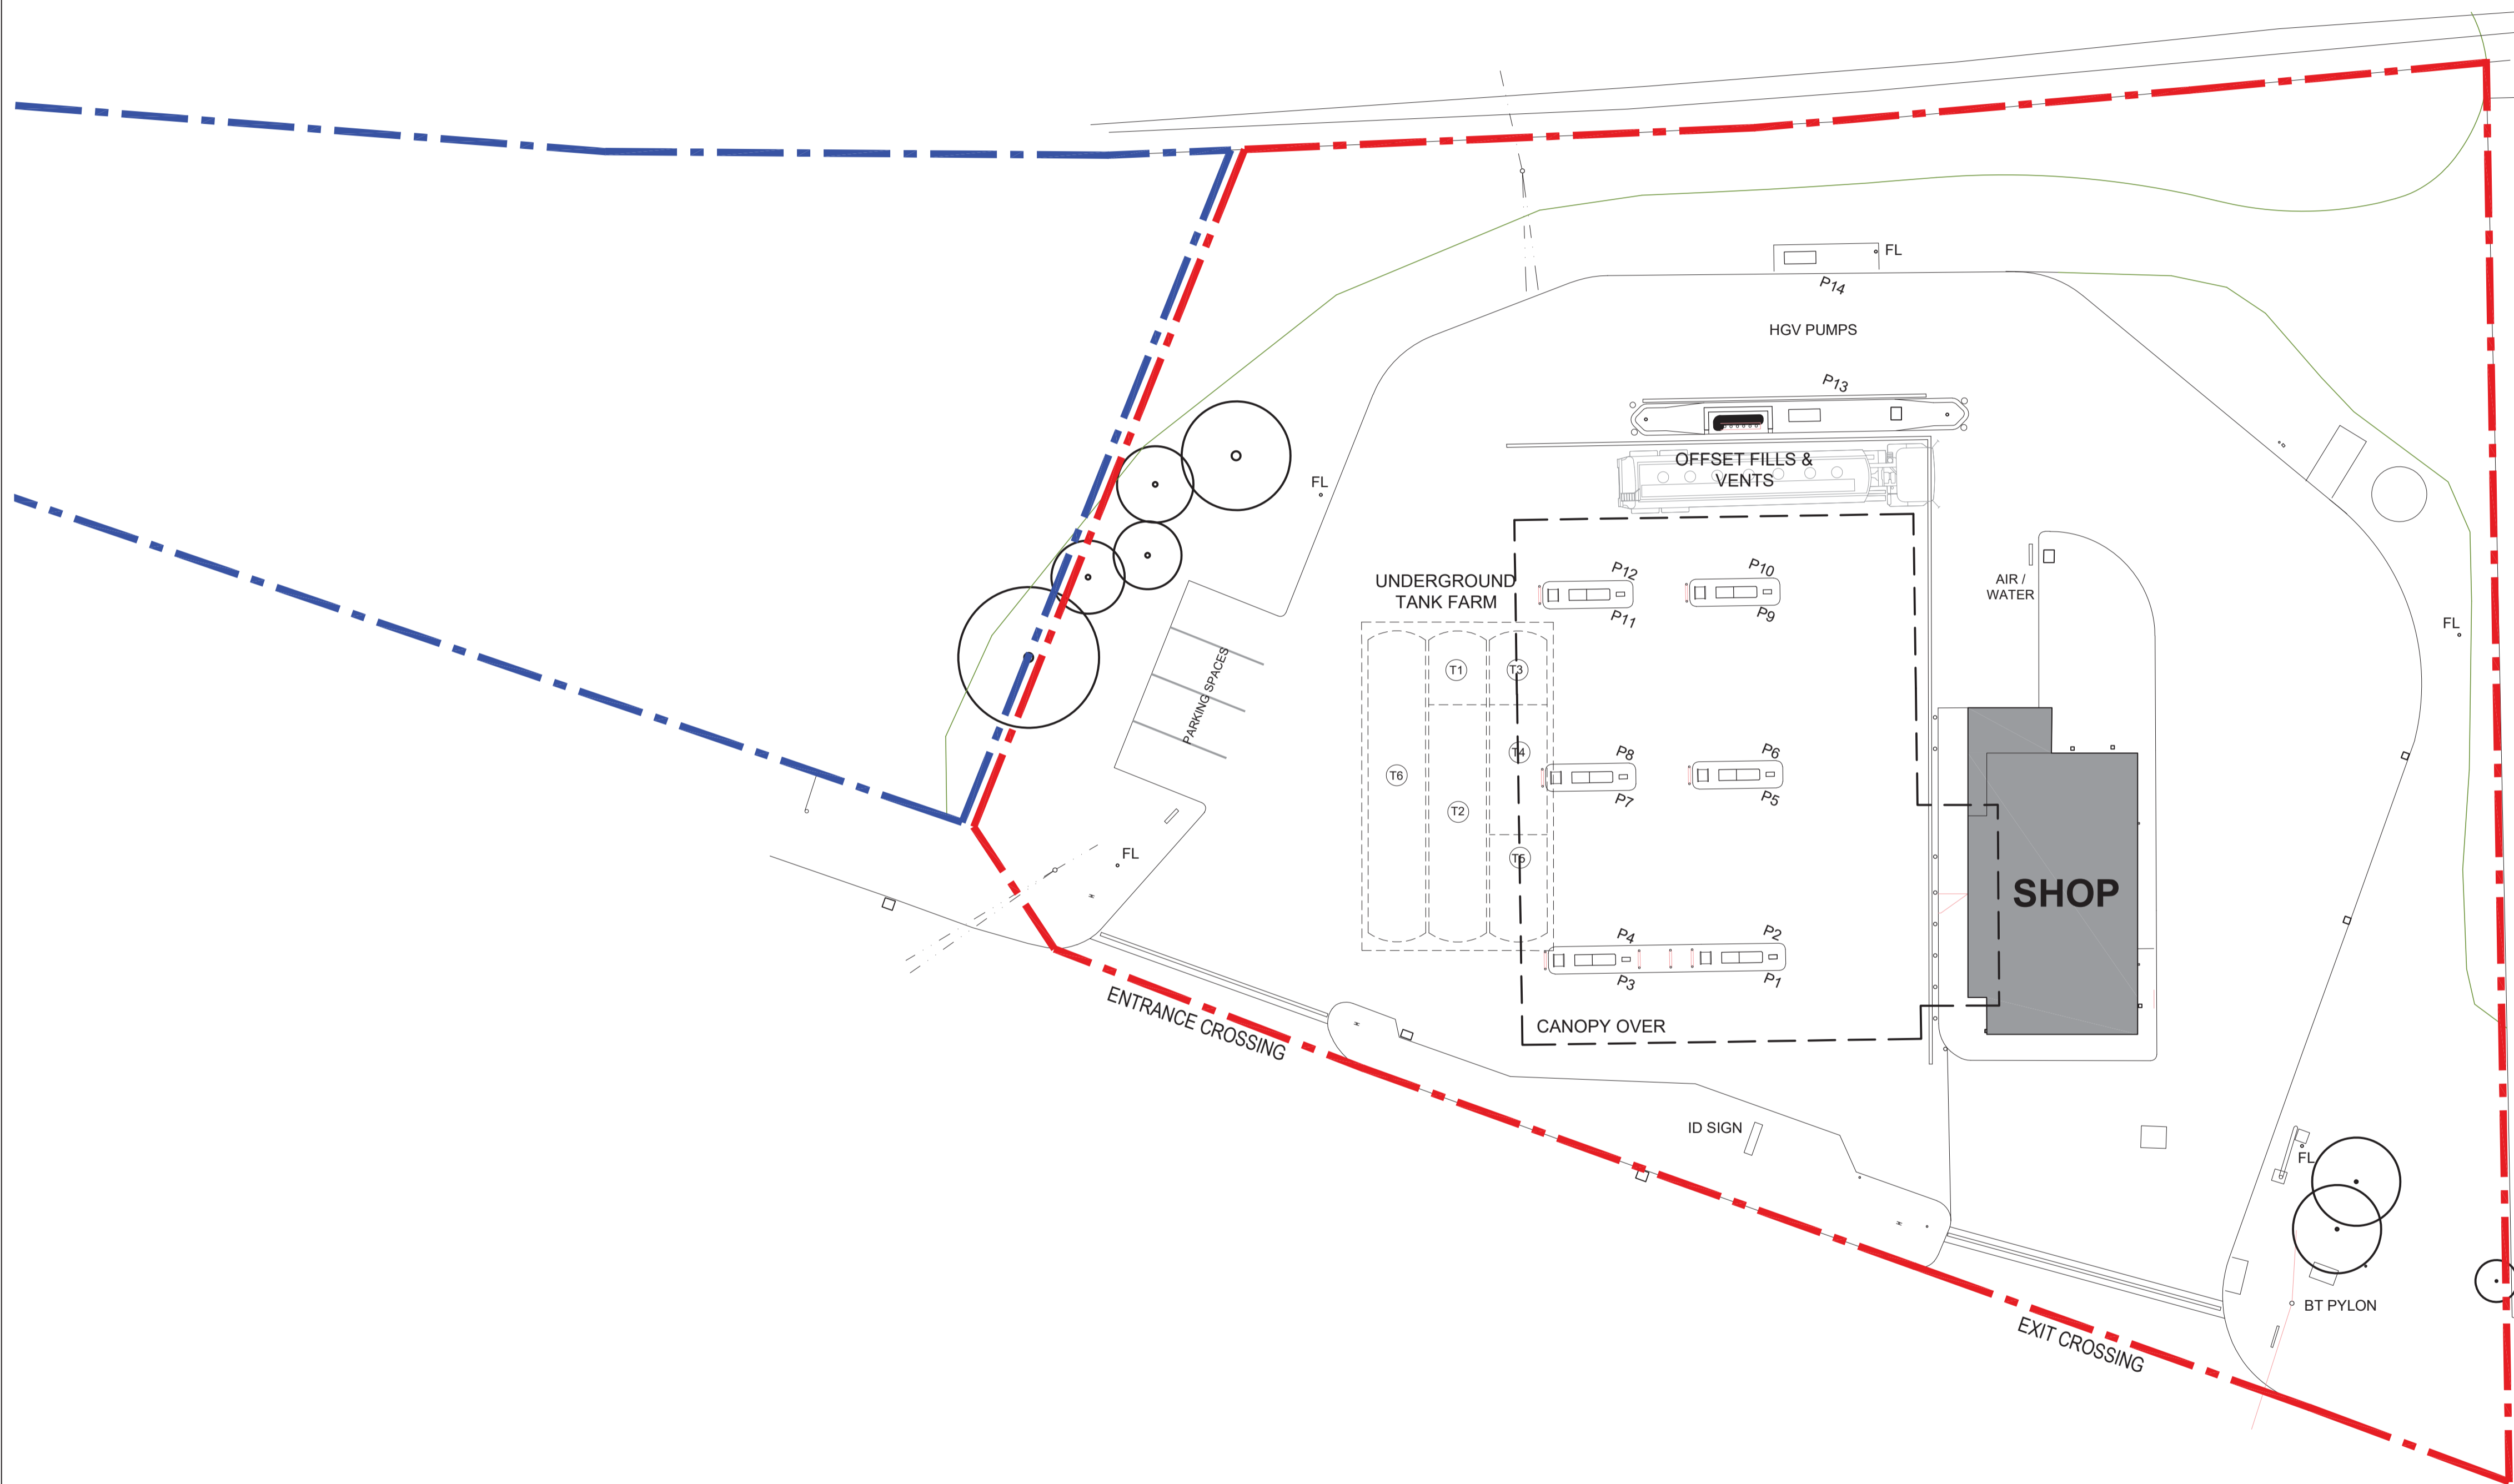 FL
P14
HGV PUMPS
P13
OFFSET FILLS &
VENTS
FL
P12
P10
UNDERGROUND
TANK FARM
AIR /
WATER
P11
P9
FL
T1
T3
PARKING SPACES
P8
P6
T4
T6
P7
P5
T2
FL
T5
SHOP
P4
P2
P3
P1
ENTRANCE CROSSING
CANOPY OVER
ID SIGN
FL
BT PYLON
EXIT CROSSING